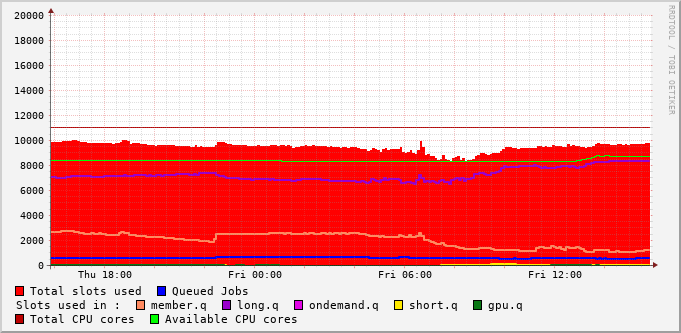 20000
18000
16000
14000
12000
10000
8000
6000
4000
2000
0
Thu 18:00 Fri 00:00 Fri 06:00 Fri 12:00
RRDTOOL / TOBI OETIKER
Total slots used Queued Jobs
Slots used in : member.q long.q ondemand.q short.q gpu.q
Total CPU cores Available CPU cores